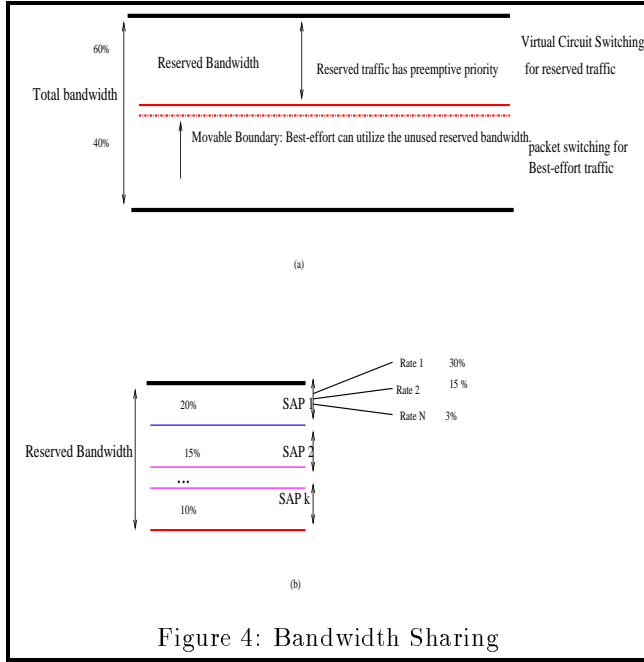 60%
Reserved Bandwidth
Reserved traffic has preemptive priority
Virtual Circuit Switching
for reserved traffic
Total bandwidth
40%
Movable Boundary: Best-effort can utilize the unused reserved bandwidth.
packet switching for
Best-effort traffic
(a)
Rate 1 30%
Rate 2 15 %
Rate N 3%
20% SAP 1
Reserved Bandwidth
15% SAP 2
...
10% SAP k
(b)
Figure 4: Bandwidth Sharing